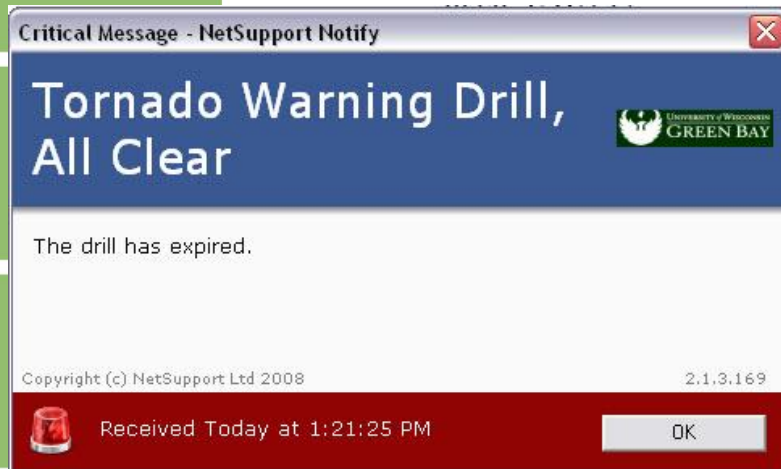 Critical Message - NetSupport Notify
Tornado Warning Drill,
All Clear
UNIVERSITY of WISCONSIN
GREEN BAY
The drill has expired.
Copyright (c) NetSupport Ltd 2008
2.1.3.169
Received Today at 1:21:25 PM
OK